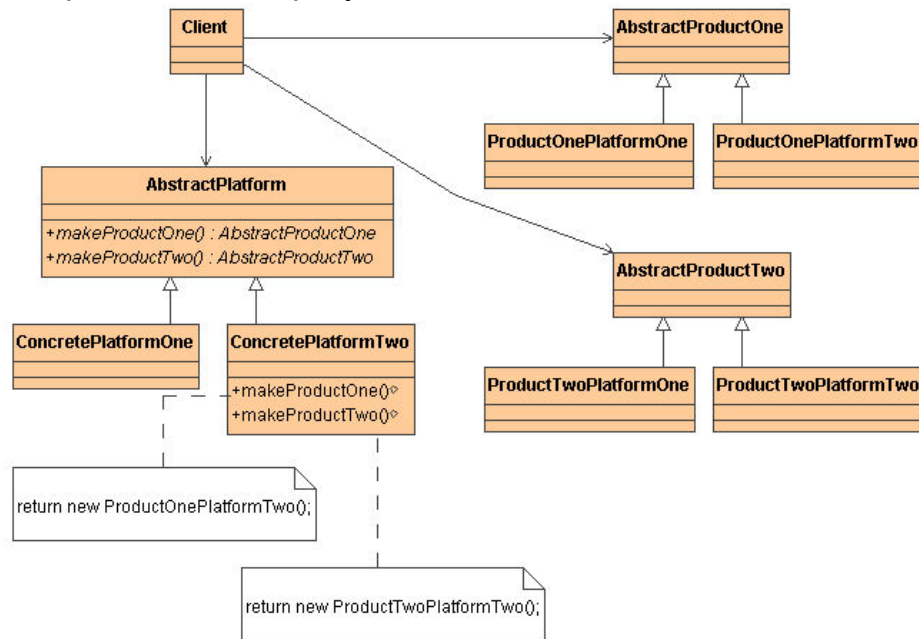 Client
AbstractProductOne
ProductOnePlatformOne
ProductOnePlatformTwo
AbstractPlatform
+makeProductOne() : AbstractProductOne
+makeProductTwo() : AbstractProductTwo
AbstractProductTwo
ConcretePlatformOne
ConcretePlatformTwo
+makeProductOne()
+makeProductTwo()
ProductTwoPlatformOne
ProductTwoPlatformTwo
return new ProductOnePlatformTwo();
return new ProductTwoPlatformTwo();